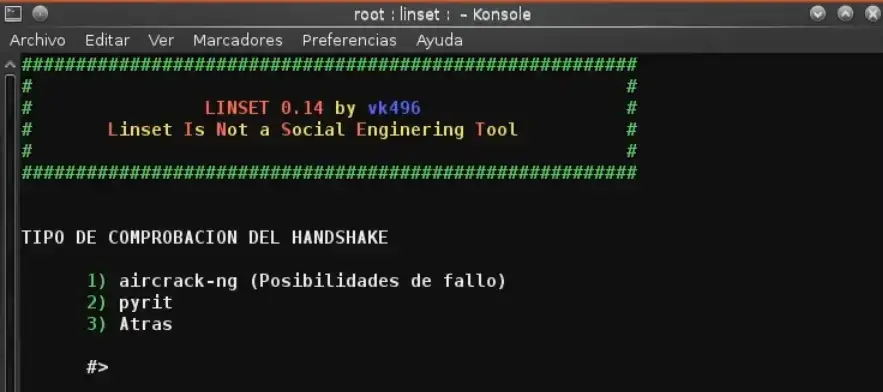 root : linset : – Konsole
Archivo Editar Ver Marcadores Preferencias Ayuda
#########################################################
# #
# LINSET 0.14 by vk496 #
# Linset Is Not a Social Enginering Tool #
# #
#########################################################
TIPO DE COMPROBACION DEL HANDSHAKE
1) aircrack-ng (Posibilidades de fallo)
2) pyrit
3) Atras
#>